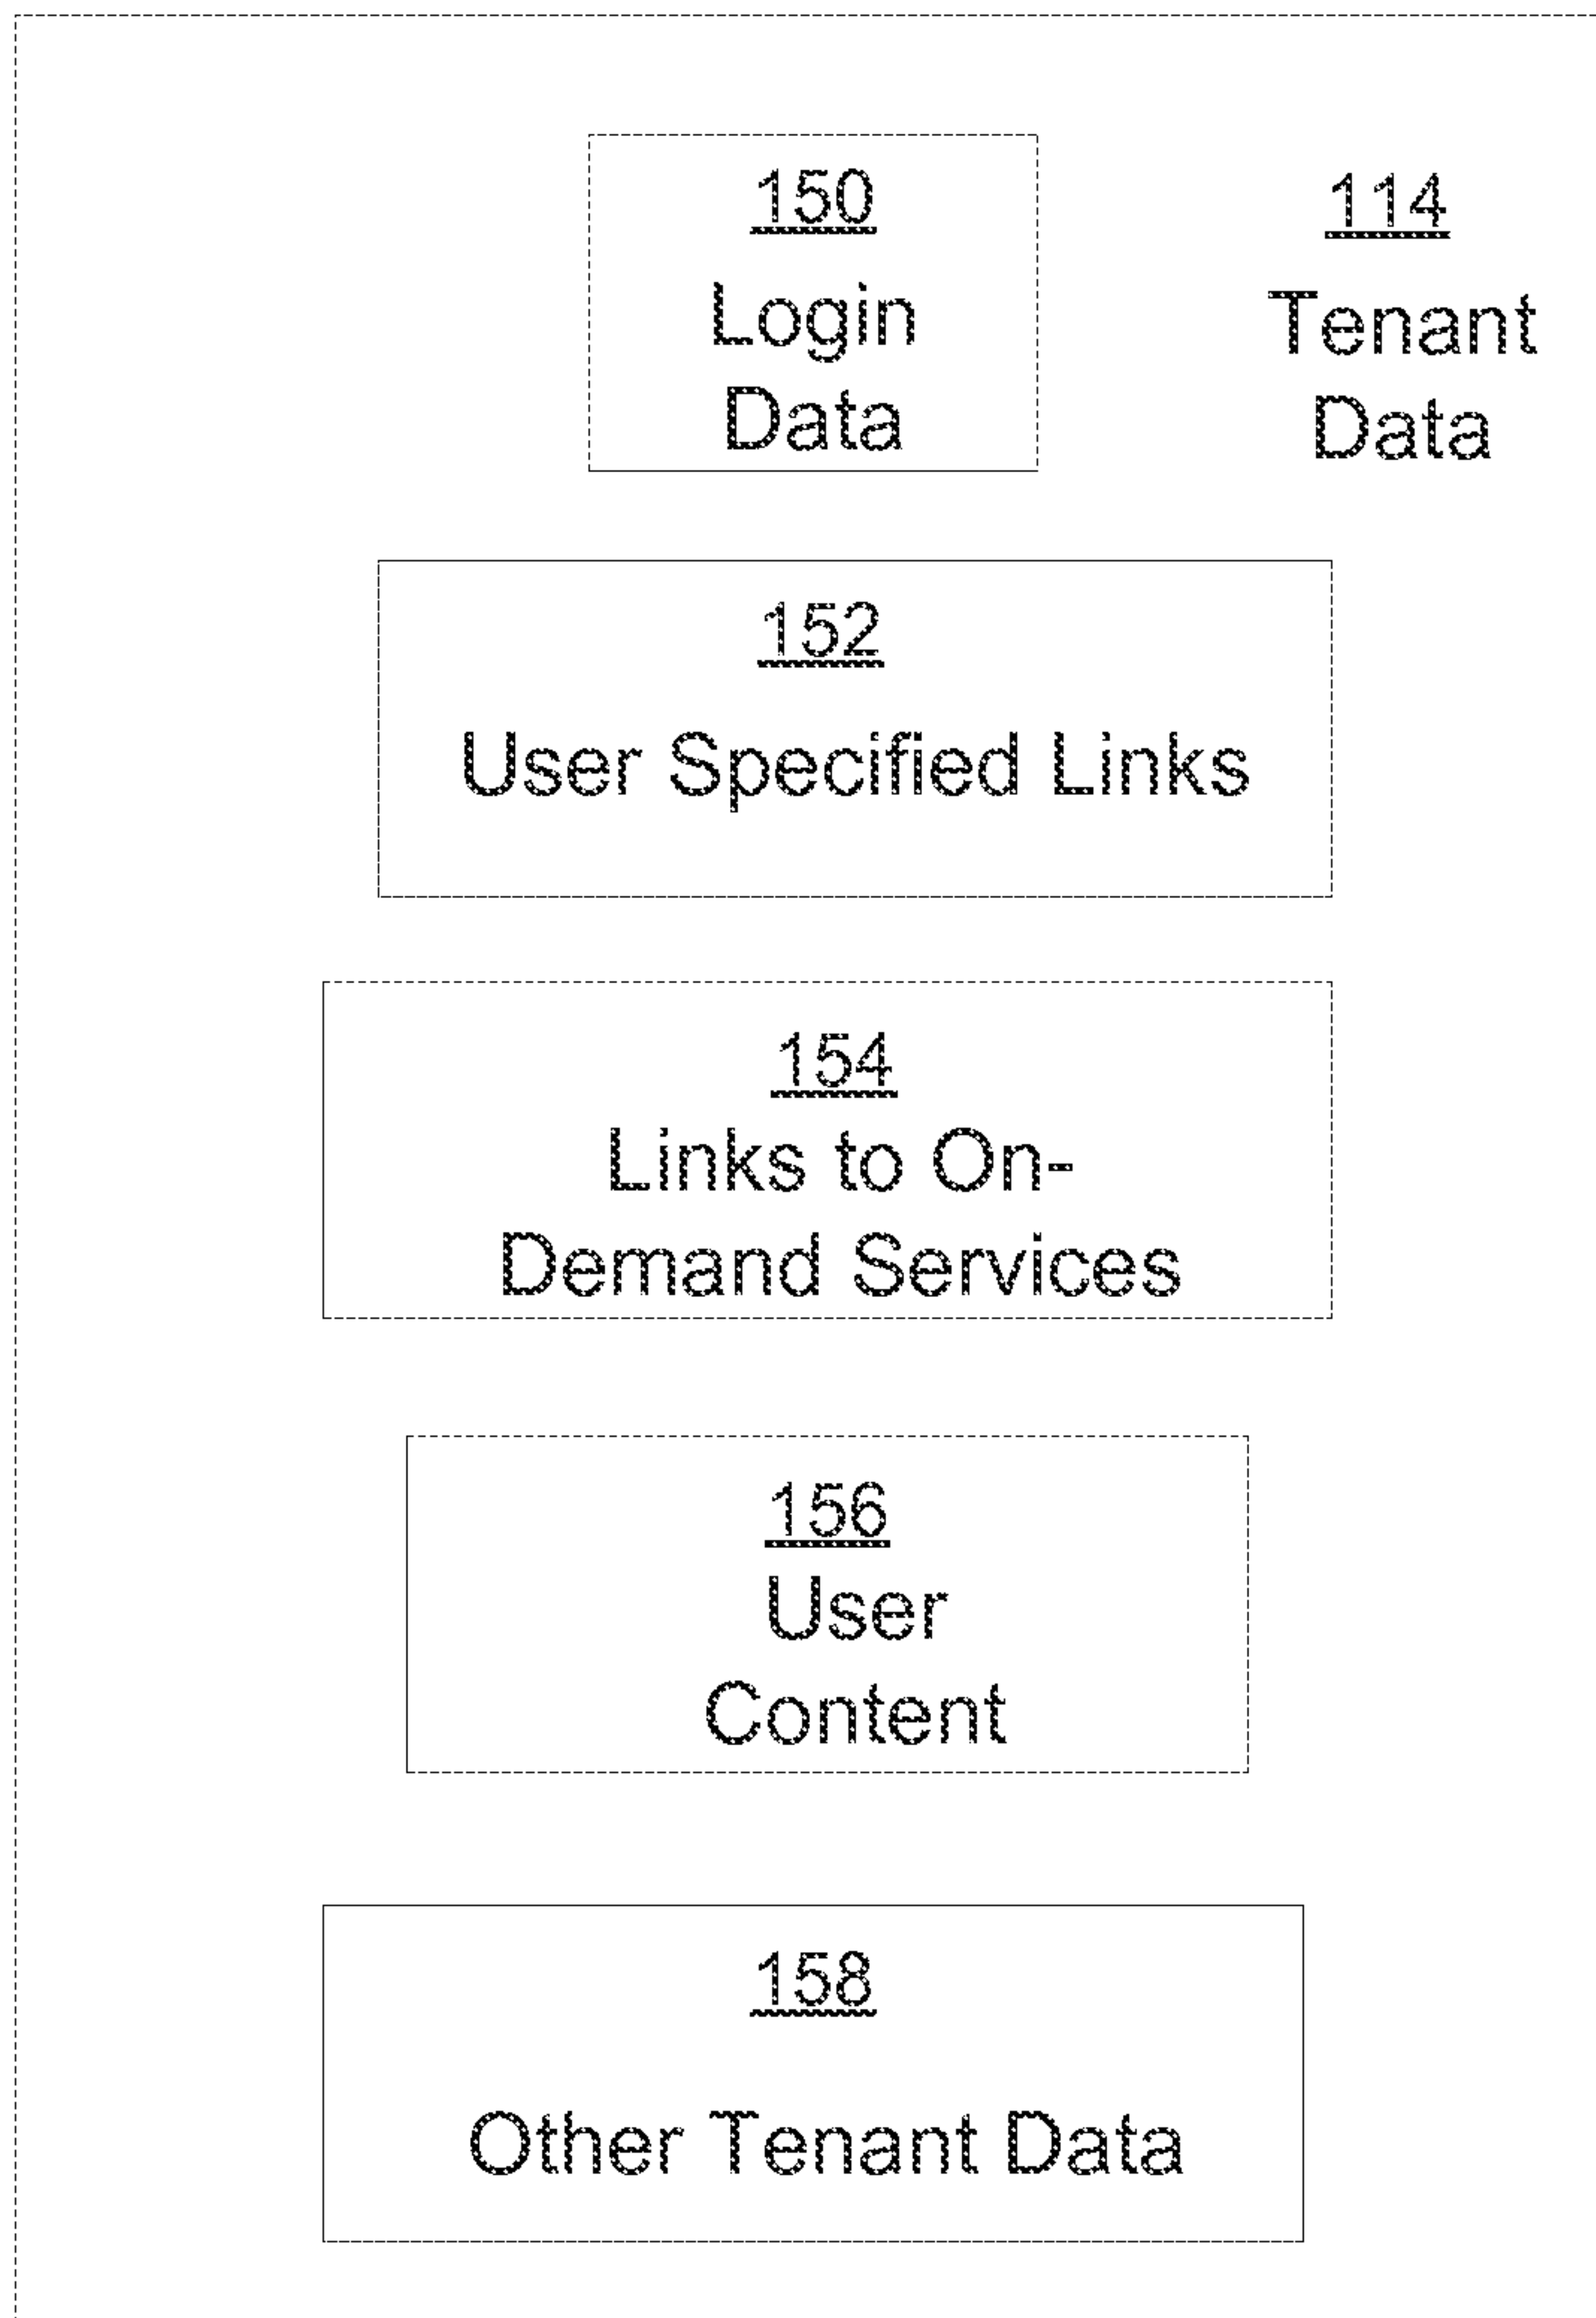 150
Login
Data
114
Tenant
Data
152
User Specified Links
154
Links to On-
Demand Services
156
User
Content
158
Other Tenant Data